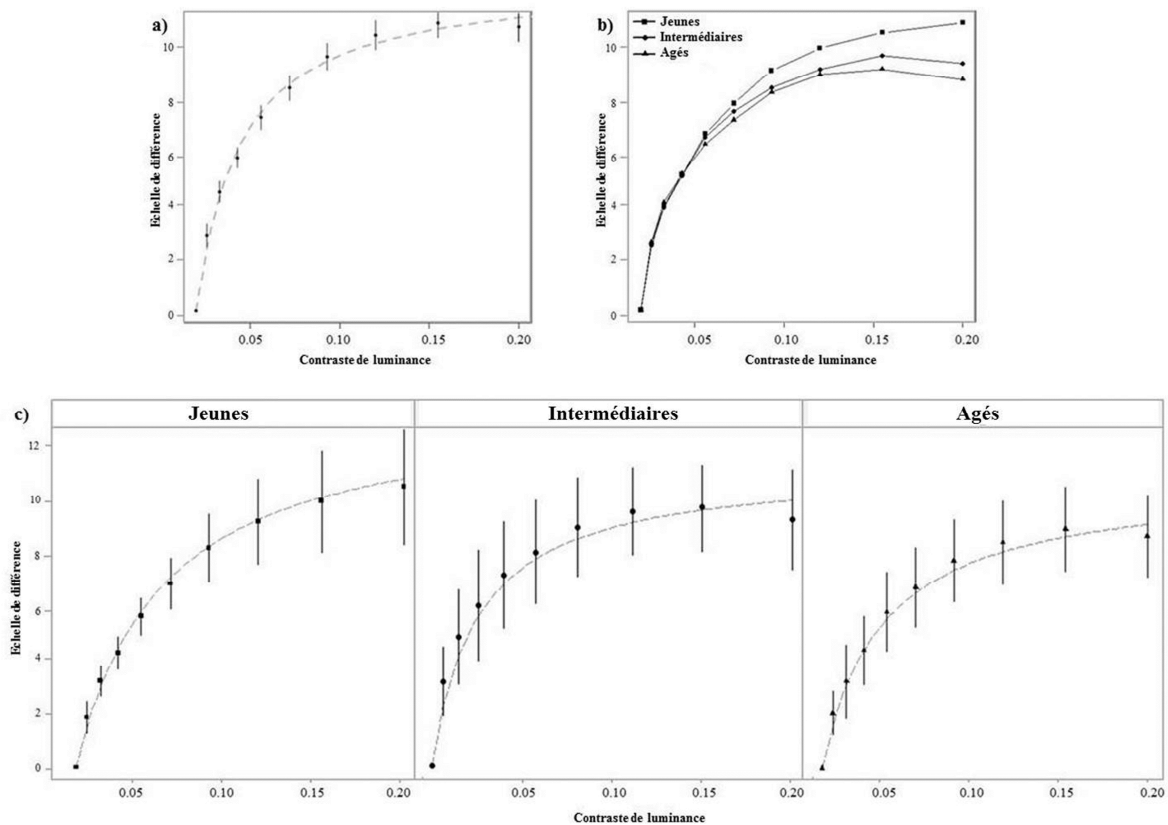 a)
Echelle de différence
10
8
6
4
2
0
0.05
0.10
0.15
0.20
Contraste de luminance
b)
Jeunes
Intermédiaires
Agés
Echelle de différence
10
8
6
4
2
0
0.05
0.10
0.15
0.20
Contraste de luminance
c)
Jeunes
Intermédiaires
Agés
Echelle de différence
12
10
8
6
4
2
0
0.05
0.10
0.15
0.20
0.05
0.10
0.15
0.20
0.05
0.10
0.15
0.20
Contraste de luminance